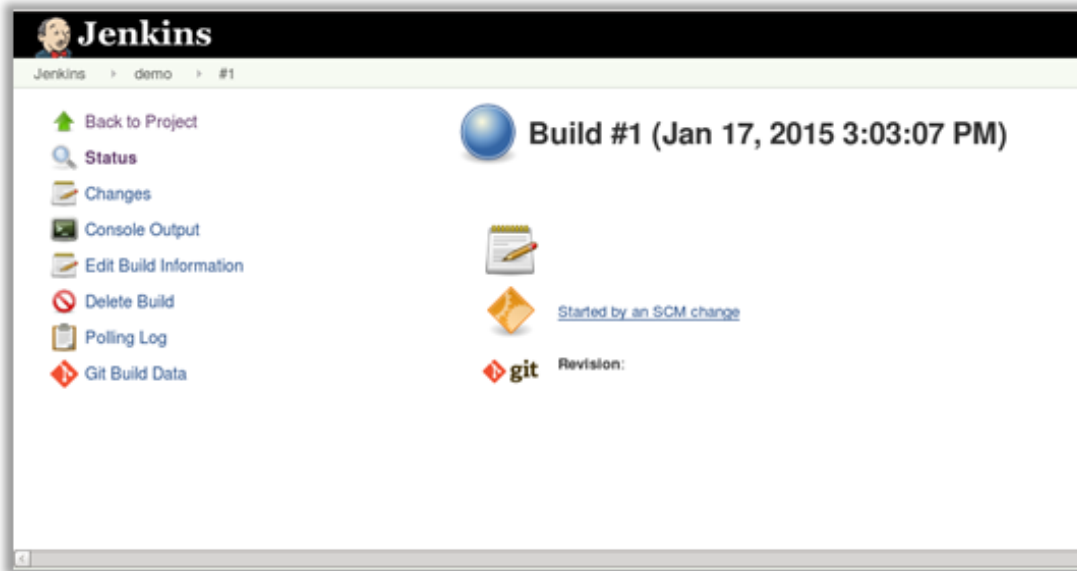 Jenkins
Jenkins demo #1
Back to Project
Status
Changes
Console Output
Edit Build Information
Delete Build
Polling Log
Git Build Data
Build #1 (Jan 17, 2015 3:03:07 PM)
Started by an SCM change
git Revision: